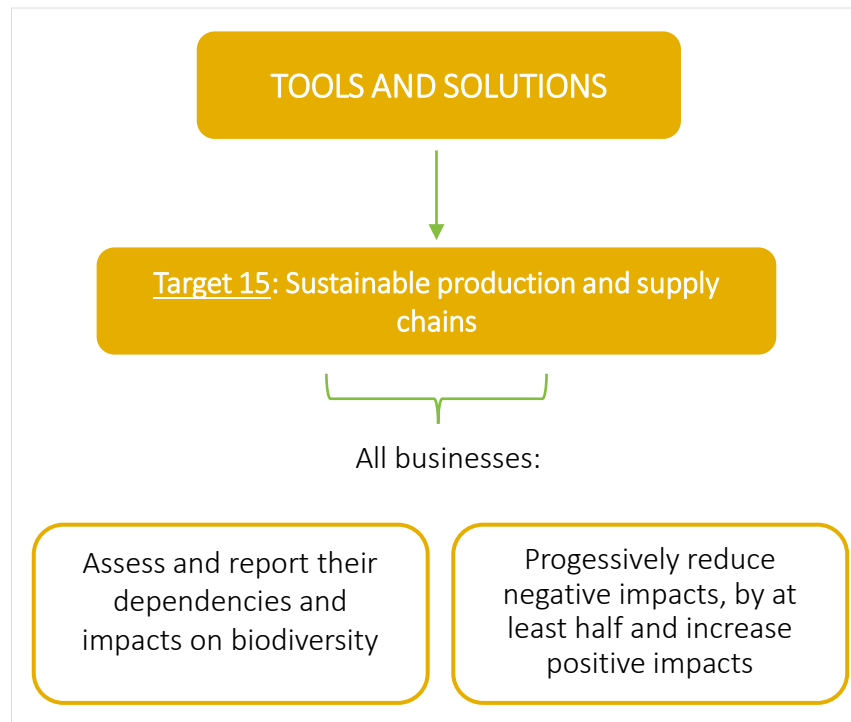 TOOLS AND SOLUTIONS
Target 15: Sustainable production and supply
chains
All businesses:
Assess and report their
dependencies and
impacts on biodiversity
Progessively reduce
negative impacts, by at
least half and increase
positive impacts